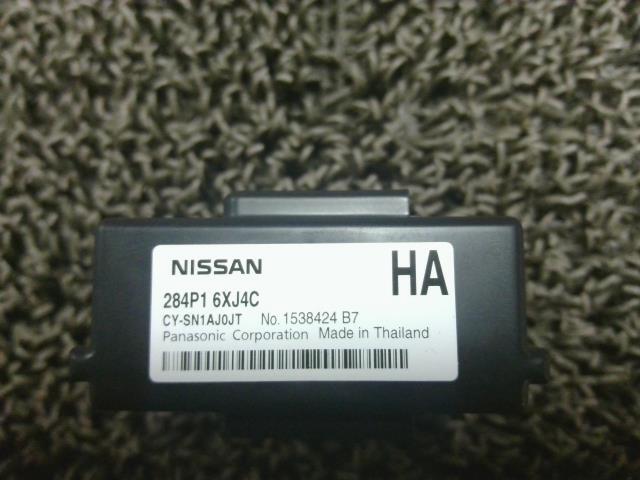 NISSAN HA
284P1 6XJ4C
CY-SN1AJ0JT No. 1538424 B7
Panasonic Corporation Made in Thailand